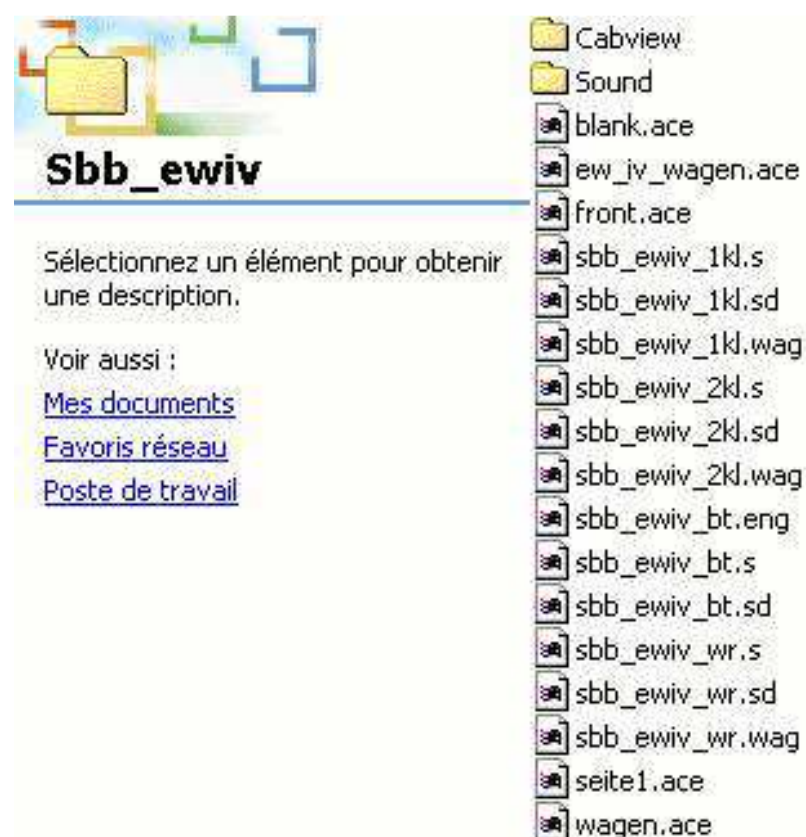 Sbb_ewiv
Sélectionnez un élément pour obtenir
une description.
Voir aussi :
Mes documents
Favoris réseau
Poste de travail
Cabview
Sound
blank.ace
ew_iv_wagen.ace
front.ace
sbb_ewiv_1kl.s
sbb_ewiv_1kl.sd
sbb_ewiv_1kl.wag
sbb_ewiv_2kl.s
sbb_ewiv_2kl.sd
sbb_ewiv_2kl.wag
sbb_ewiv_bt.eng
sbb_ewiv_bt.s
sbb_ewiv_bt.sd
sbb_ewiv_wr.s
sbb_ewiv_wr.sd
sbb_ewiv_wr.wag
seite1.ace
wagen.ace